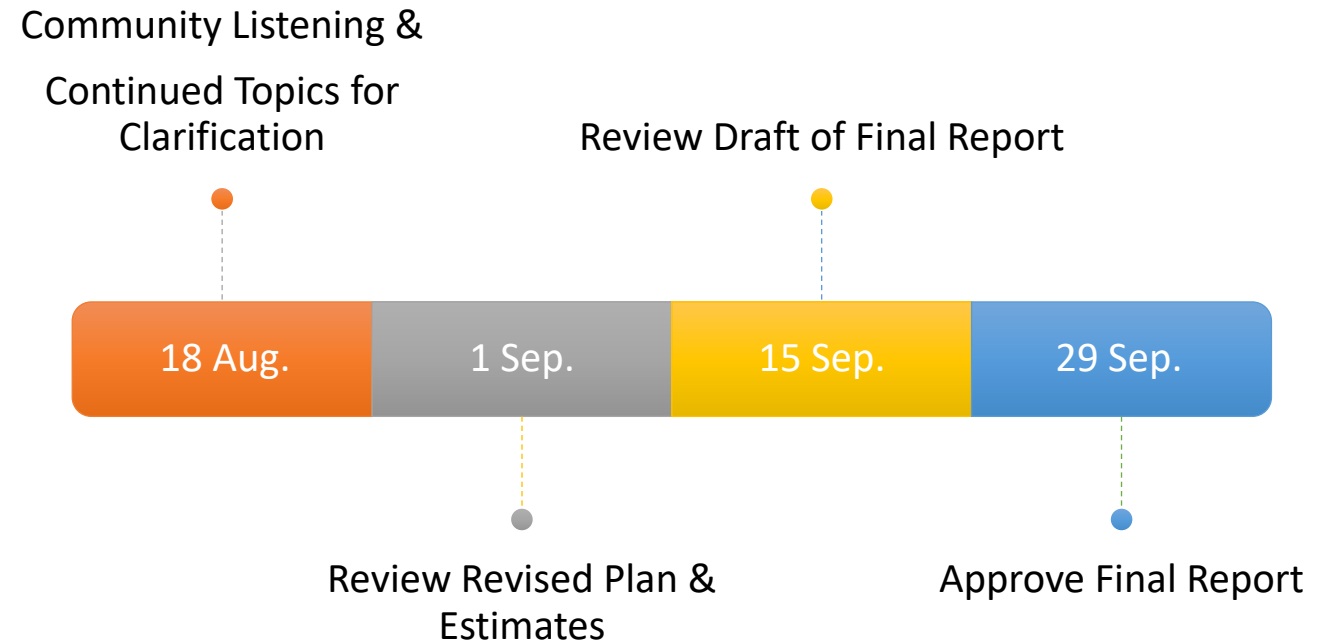 Community Listening &
Continued Topics for
Clarification
Review Draft of Final Report
18 Aug.
1 Sep.
15 Sep.
29 Sep.
Review Revised Plan &
Estimates
Approve Final Report